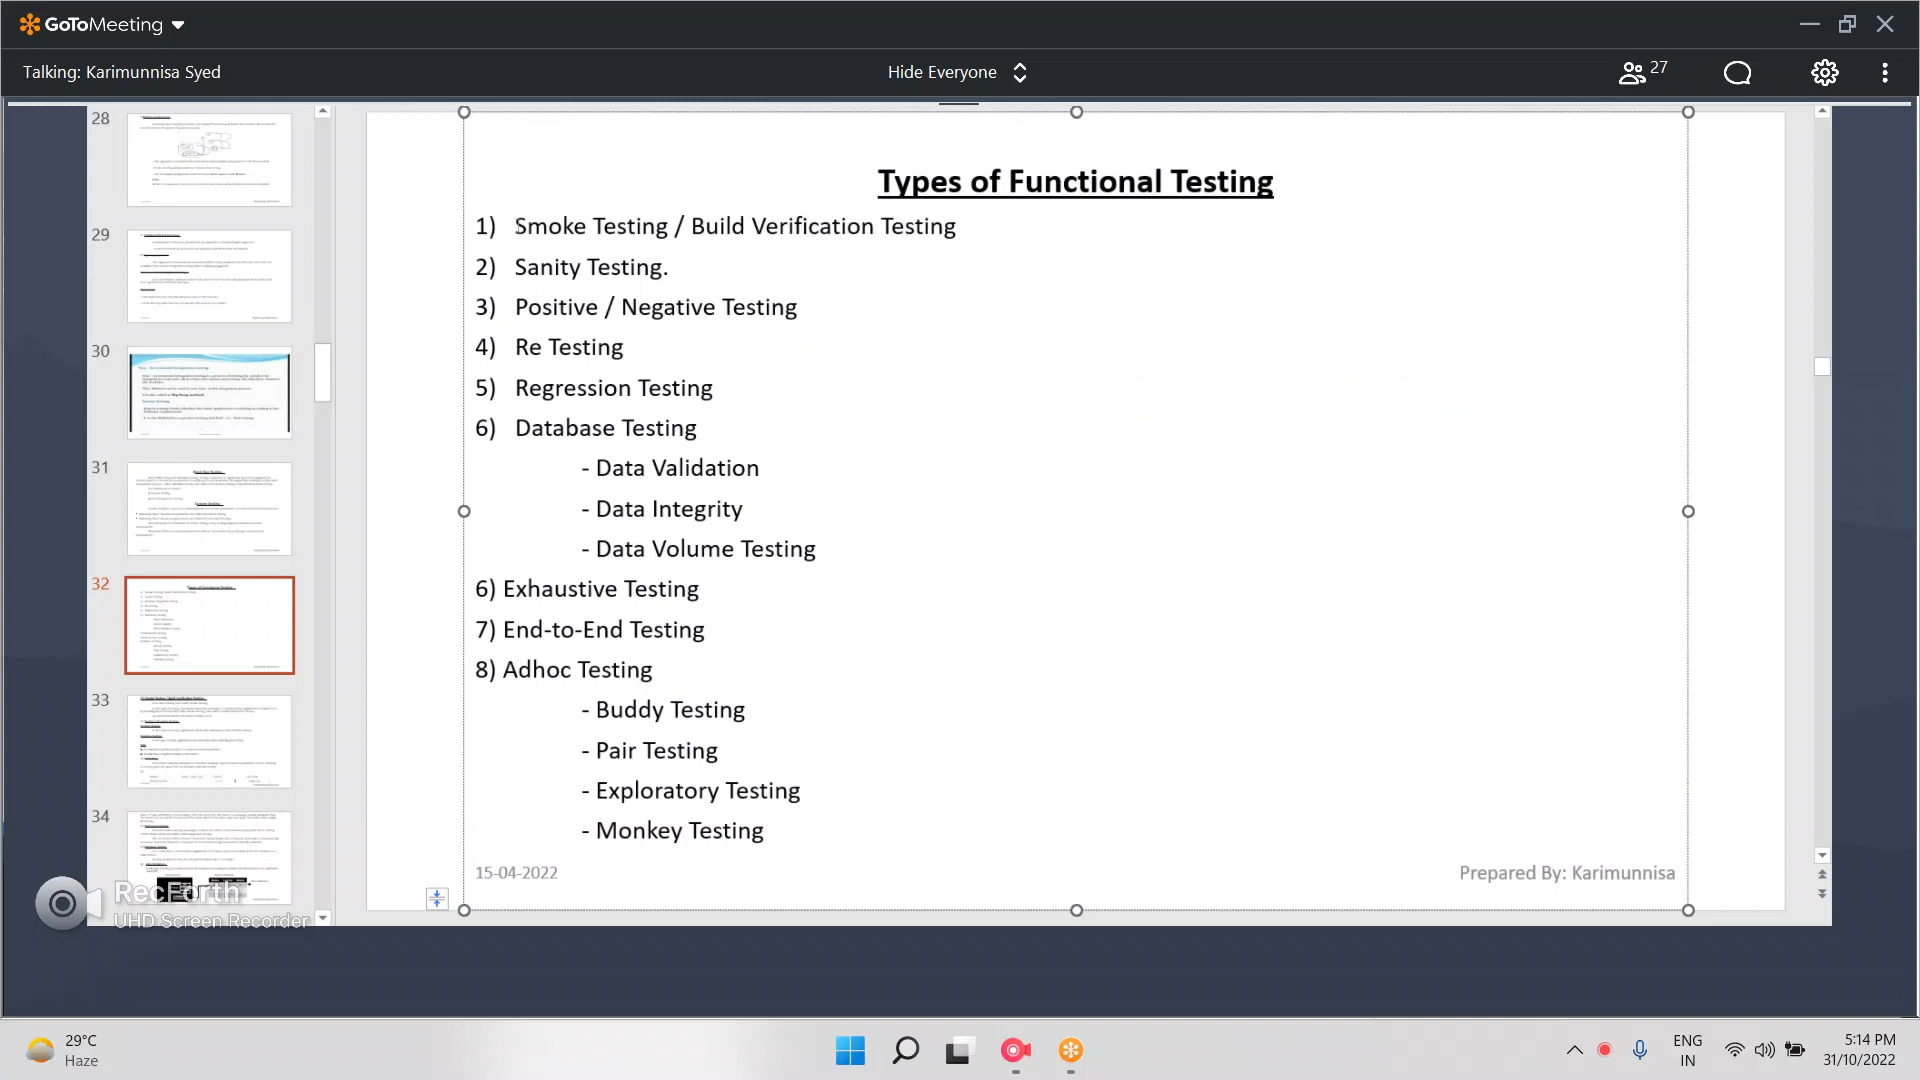 GoToMeeting
Talking: Karimunnisa Syed
Hide Everyone
27
28
29
30
31
32
33
34
Types of Functional Testing
1) Smoke Testing / Build Verification Testing
2) Sanity Testing.
3) Positive / Negative Testing
4) Re Testing
5) Regression Testing
6) Database Testing
- Data Validation
- Data Integrity
- Data Volume Testing
6) Exhaustive Testing
7) End-to-End Testing
8) Adhoc Testing
- Buddy Testing
- Pair Testing
- Exploratory Testing
- Monkey Testing
15-04-2022
Prepared By: Karimunnisa
RecForth
UHD Screen Recorder
29°C
Haze
ENG
IN
5:14 PM
31/10/2022